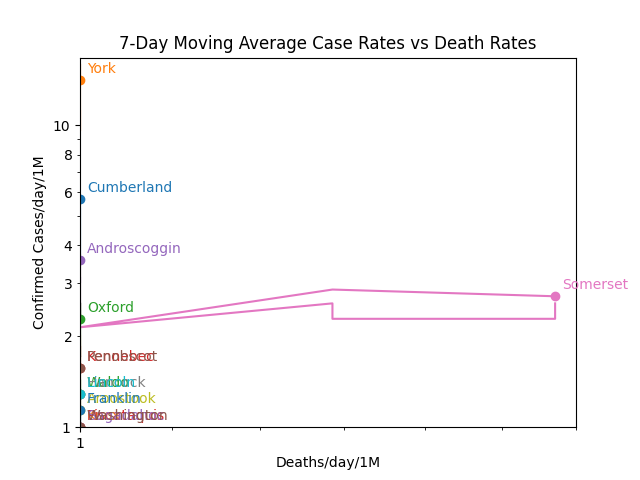 7-Day Moving Average Case Rates vs Death Rates
York
10
8
Cumberland
6
Androscoggin
4
Confirmed Cases/day/1M
3
Somerset
Oxford
2
Franklin
1
1
Deaths/day/1M